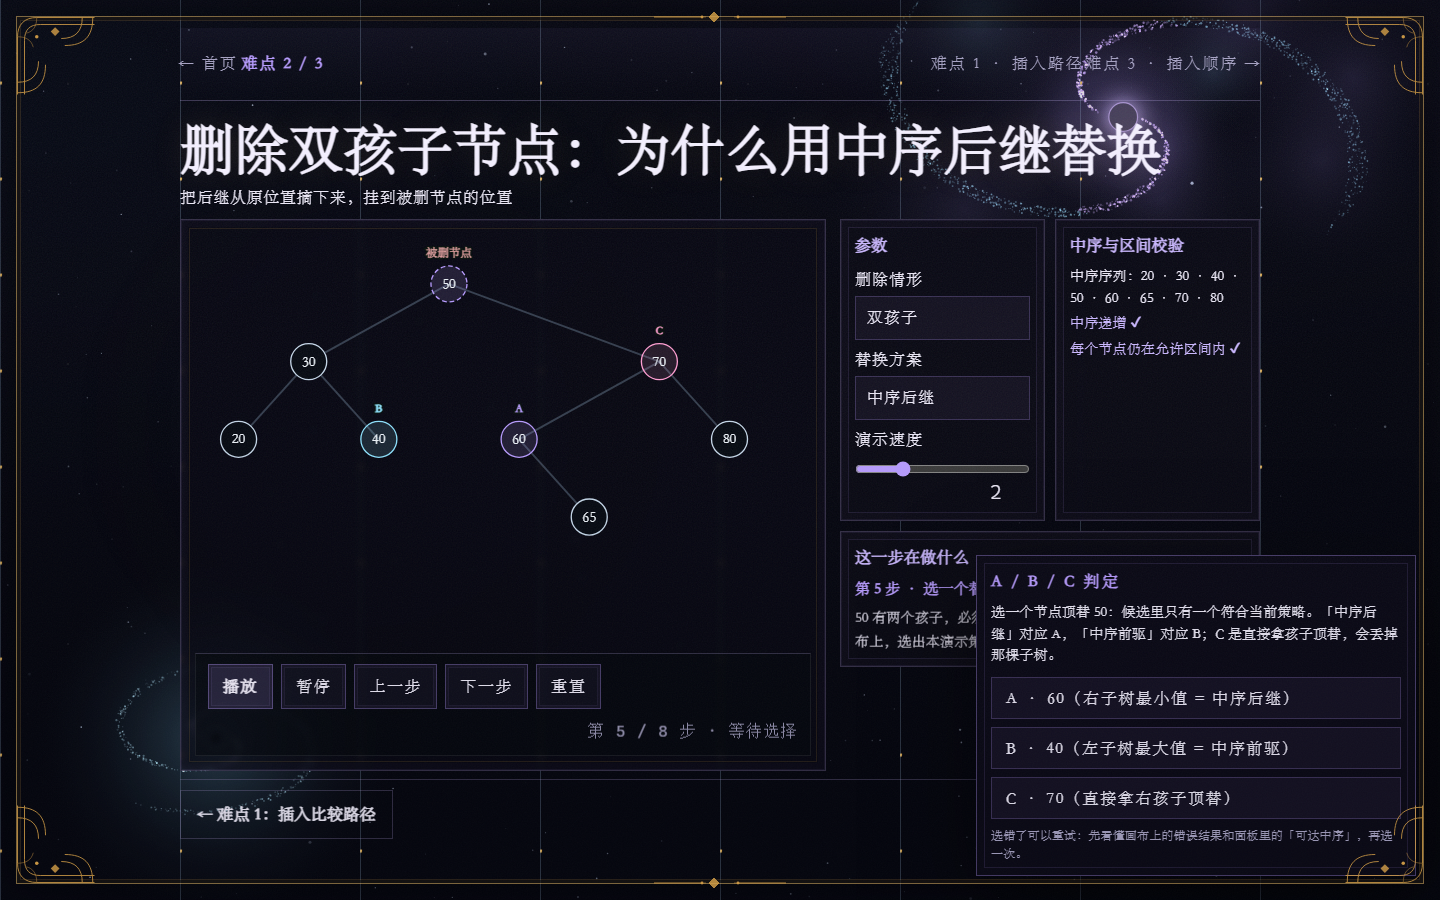 ← 首页 难点 2 / 3
难点 1 · 插入路径 难点 3 · 插入顺序 →
删除双孩子节点：为什么用中序后继替换
把后继从原位置摘下来，挂到被删节点的位置
被删节点
50
C
30
70
B
A
20
40
60
80
65
播放
暂停
上一步
下一步
重置
第 5 / 8 步 · 等待选择
参数
删除情形
双孩子
替换方案
中序后继
演示速度
2
中序与区间校验
中序序列：20 · 30 · 40 ·
50 · 60 · 65 · 70 · 80
中序递增 ✓
每个节点仍在允许区间内 ✓
这一步在做什么
第 5 步 · 选一个
50 有两个孩子，必
布上，选出本演示
A / B / C 判定
选一个节点顶替 50：候选里只有一个符合当前策略。「中序后
继」对应 A，「中序前驱」对应 B；C 是直接拿孩子顶替，会丢掉
那棵子树。
A · 60（右子树最小值 = 中序后继）
B · 40（左子树最大值 = 中序前驱）
C · 70（直接拿右孩子顶替）
选错了可以重试：先看懂画布上的错误结果和面板里的「可达中序」，再选
一次。
← 难点 1：插入比较路径